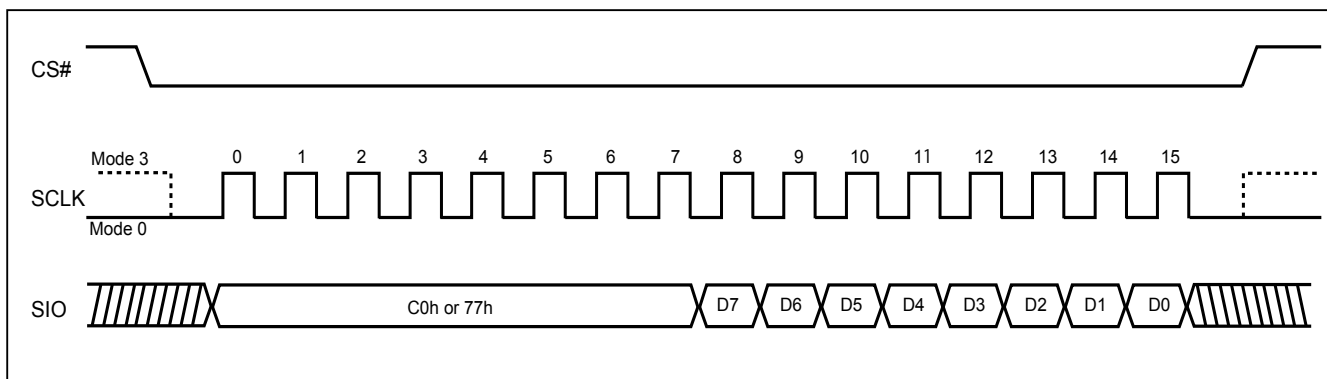 CS#
Mode 3
0 1 2 3 4 5 6 7 8 9 10 11 12 13 14 15
SCLK
Mode 0
SIO
C0h or 77h D7 D6 D5 D4 D3 D2 D1 D0